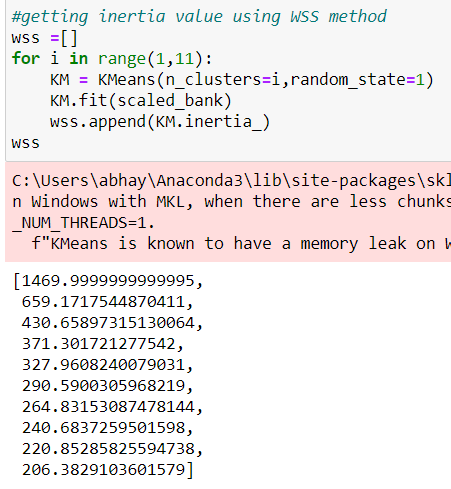 #getting inertia value using WSS method
wss =[]
for i in range(1,11):
    KM = KMeans(n_clusters=i,random_state=1)
    KM.fit(scaled_bank)
    wss.append(KM.inertia_)
wss
C:\Users\abhay\Anaconda3\lib\site-packages\skl
n Windows with MKL, when there are less chunks
_NUM_THREADS=1.
  f"KMeans is known to have a memory leak on W
[1469.9999999999995,
 659.1717544870411,
 430.65897315130064,
 371.301721277542,
 327.9608240079031,
 290.5900305968219,
 264.83153087478144,
 240.6837259501598,
 220.85285825594738,
 206.3829103601579]